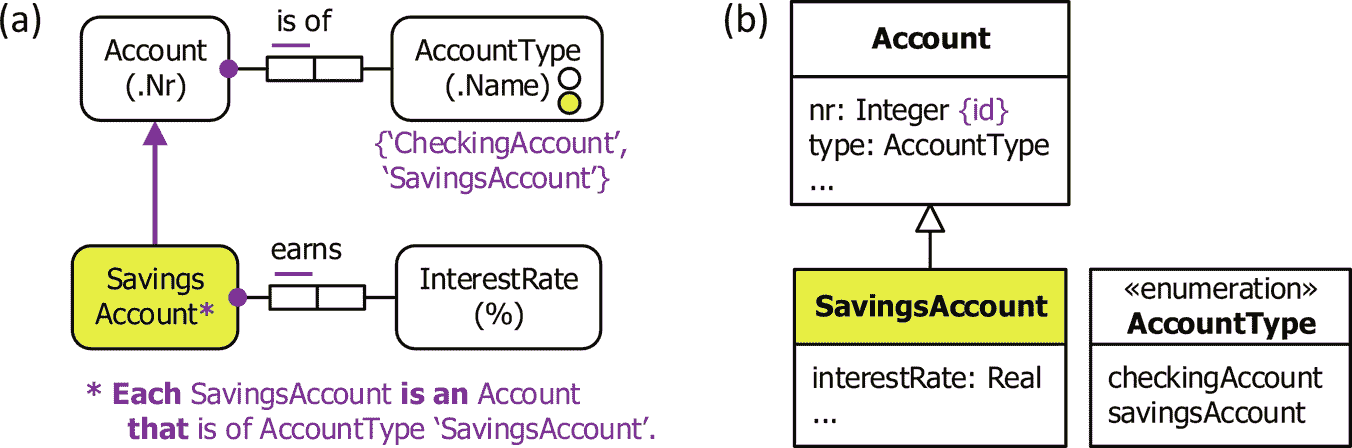 (a)
is of
Account
(.Nr)
AccountType
(.Name)
{‘CheckingAccount’,
‘SavingsAccount’}
Savings
Account*
earns
InterestRate
(%)
* Each SavingsAccount is an Account
that is of AccountType ‘SavingsAccount’.
(b)
Account
nr: Integer {id}
type: AccountType
...
SavingsAccount
interestRate: Real
...
«enumeration»
AccountType
checkingAccount
savingsAccount